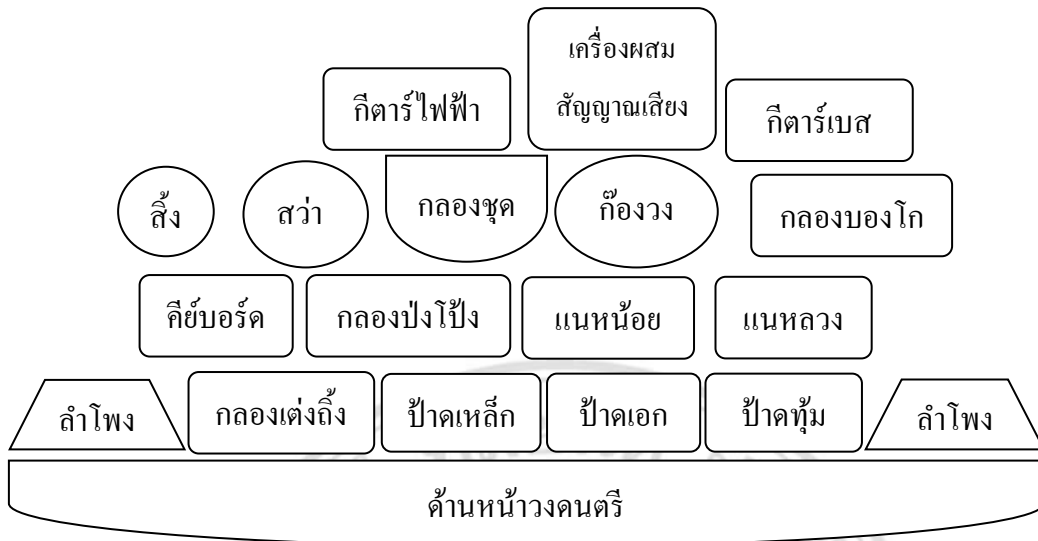 เครื่องผสม
สัญญาณเสียง
กีตาร์ไฟฟ้า
กีตาร์เบส
สิ้ง
สว่า
กลองชุด
ก๊องวง
กลองบองโก
คีย์บอร์ด
กลองป่งโป้ง
แนหน้อย
แนหลวง
ลำโพง
กลองเต่งถิ้ง
ป้าดเหล็ก
ป้าดเอก
ป้าดทุ้ม
ลำโพง
ด้านหน้าวงดนตรี